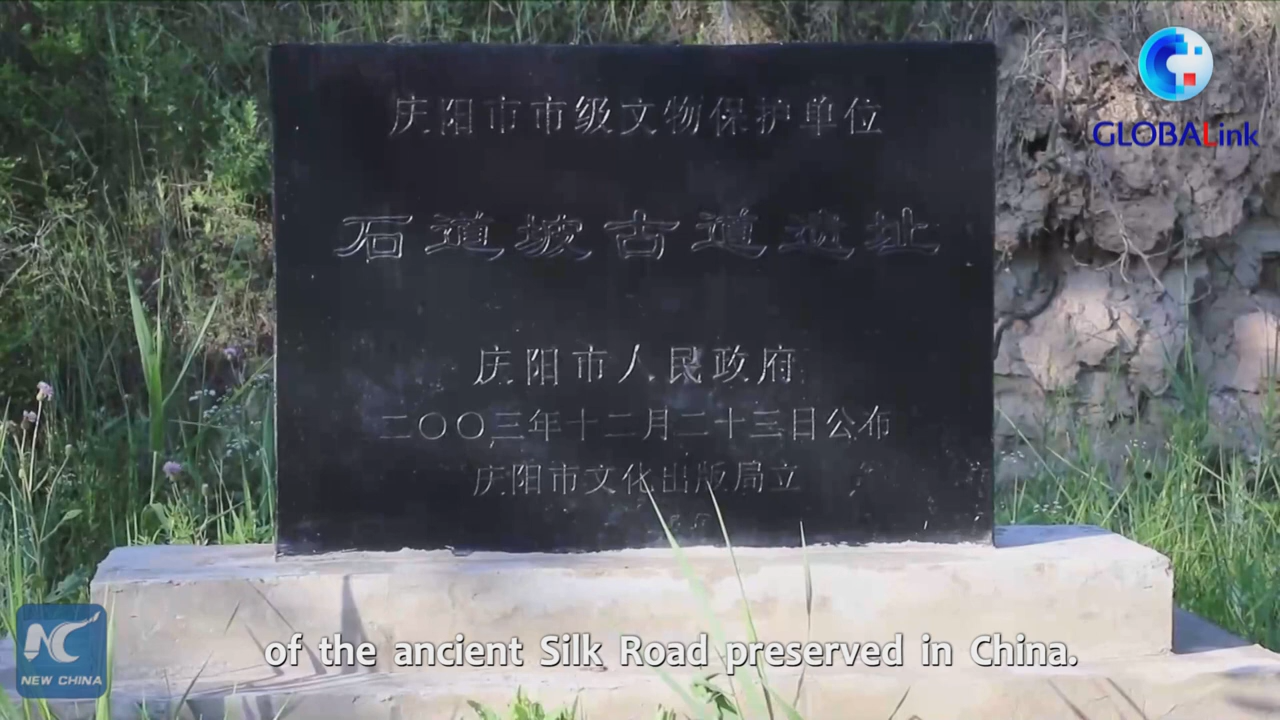 庆阳市市级文物保护单位
GLOBALink
石道坡古道遗址
庆阳市人民政府
二〇〇三年十二月二十三日公布
庆阳市文化出版局立
of the ancient Silk Road preserved in China.
NC
NEW CHINA